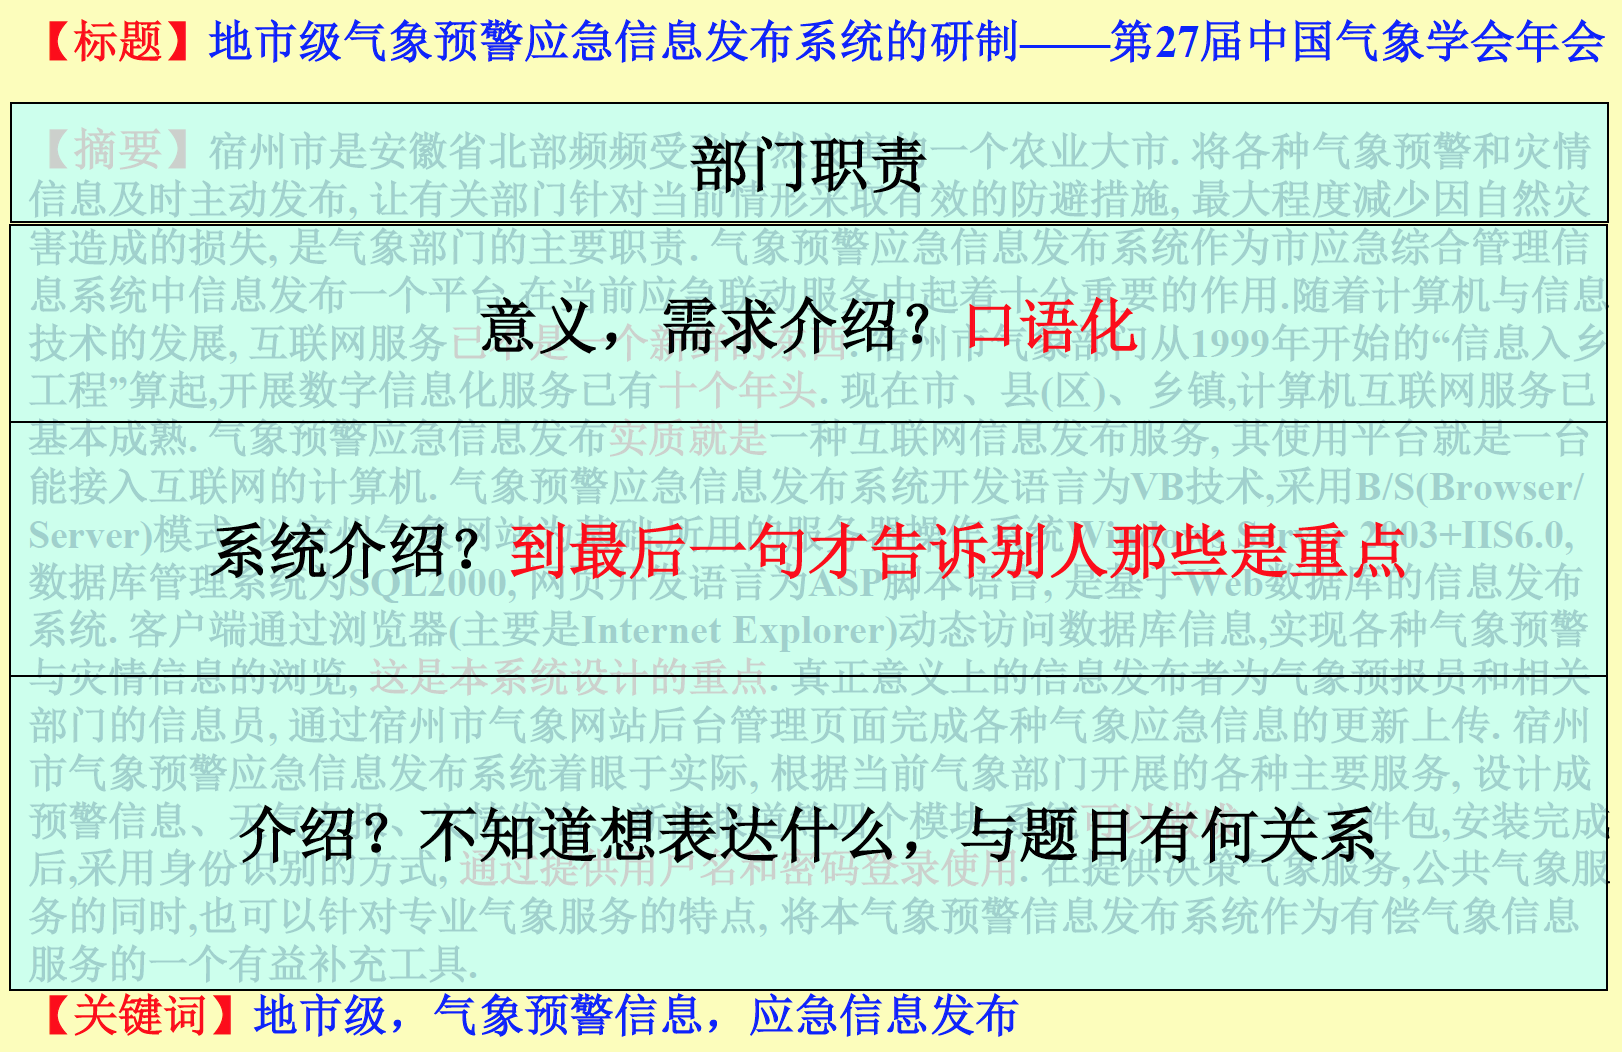 【标题】地市级气象预警应急信息发布系统的研制——第27届中国气象学会年会
【摘要】宿州市是安徽省北部频频受 一个农业大市. 将各种气象预警和灾情
部门职责
信息及时主动发布, 让有关部门针对当前情形采取有效的防避措施, 最大程度减少因自然灾
害造成的损失, 是气象部门的主要职责. 气象预警应急信息发布系统作为市应急综合管理信
息系统中信息发布一个平台,在当前应急联动服务中起着十分重要的作用.随着计算机与信息
意义，需求介绍？口语化
技术的发展, 互联网服务 宿州市气象部门从1999年开始的“信息入乡
工程”算起,开展数字信息化服务已有十个年头. 现在市、县(区)、乡镇,计算机互联网服务已
基本成熟. 气象预警应急信息发布实质就是一种互联网信息发布服务, 其使用平台就是一台
能接入互联网的计算机. 气象预警应急信息发布系统开发语言为VB技术,采用B/S(Browser/
Server)模式 2003+IIS6.0,
系统介绍？到最后一句才告诉别人那些是重点
数据库管理系统为SQL2000, 网页开发语言为ASP脚本语言, 是基于Web数据库的信息发布
系统. 客户端通过浏览器(主要是Internet Explorer)动态访问数据库信息,实现各种气象预警
与灾情信息的浏览, 这是本系统设计的重点. 真正意义上的信息发布者为气象预报员和相关
部门的信息员, 通过宿州市气象网站后台管理页面完成各种气象应急信息的更新上传. 宿州
市气象预警应急信息发布系统着眼于实际, 根据当前气象部门开展的各种主要服务, 设计成
预警信息、 四个模块 件包,安装完成
介绍？不知道想表达什么，与题目有何关系
后,采用身份识别的方式, 通过提供用户名和密码登录使用. 在提供决策气象服务,公共气象服
务的同时,也可以针对专业气象服务的特点, 将本气象预警信息发布系统作为有偿气象信息
服务的一个有益补充工具.
【关键词】地市级，气象预警信息，应急信息发布